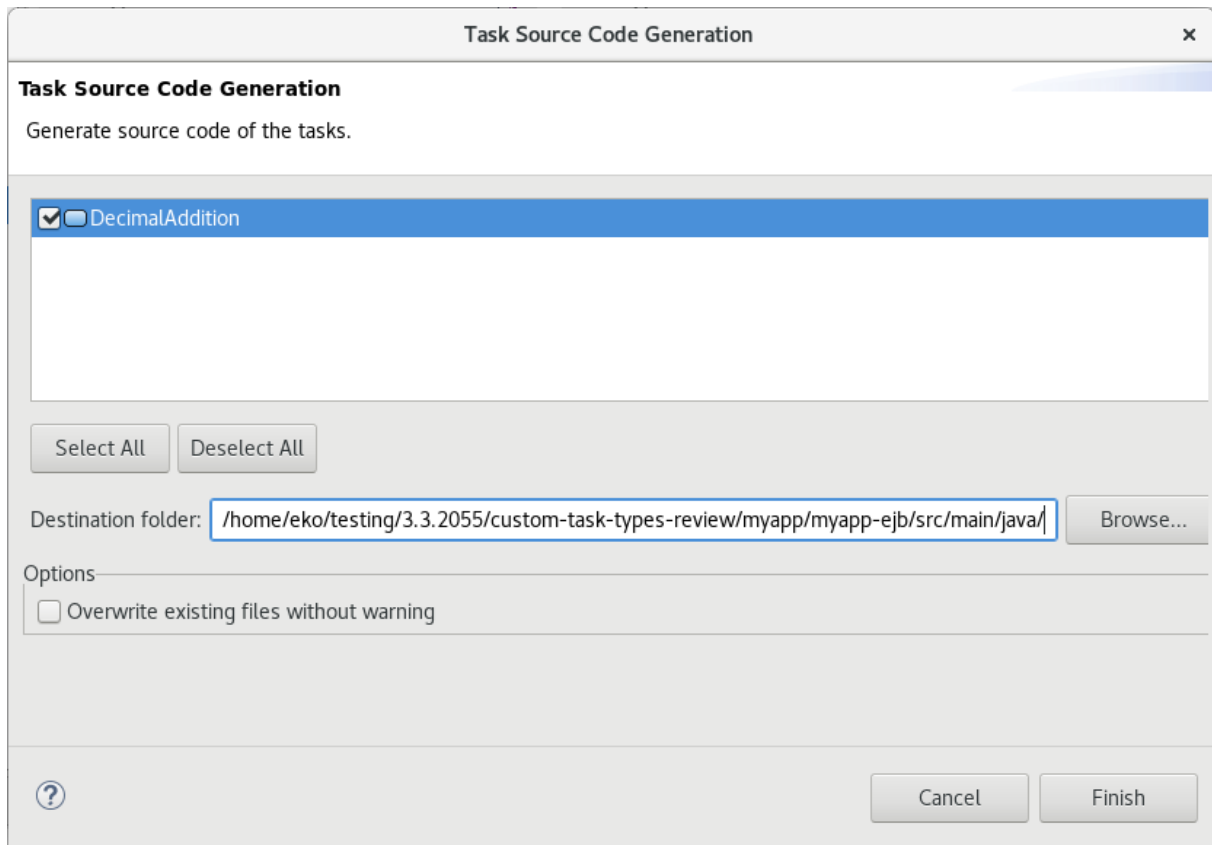 Task Source Code Generation ×
Task Source Code Generation
Generate source code of the tasks.
DecimalAddition
Select All Deselect All
Destination folder: /home/eko/testing/3.3.2055/custom-task-types-review/myapp/myapp-ejb/src/main/java/ Browse...
Options
Overwrite existing files without warning
? Cancel Finish